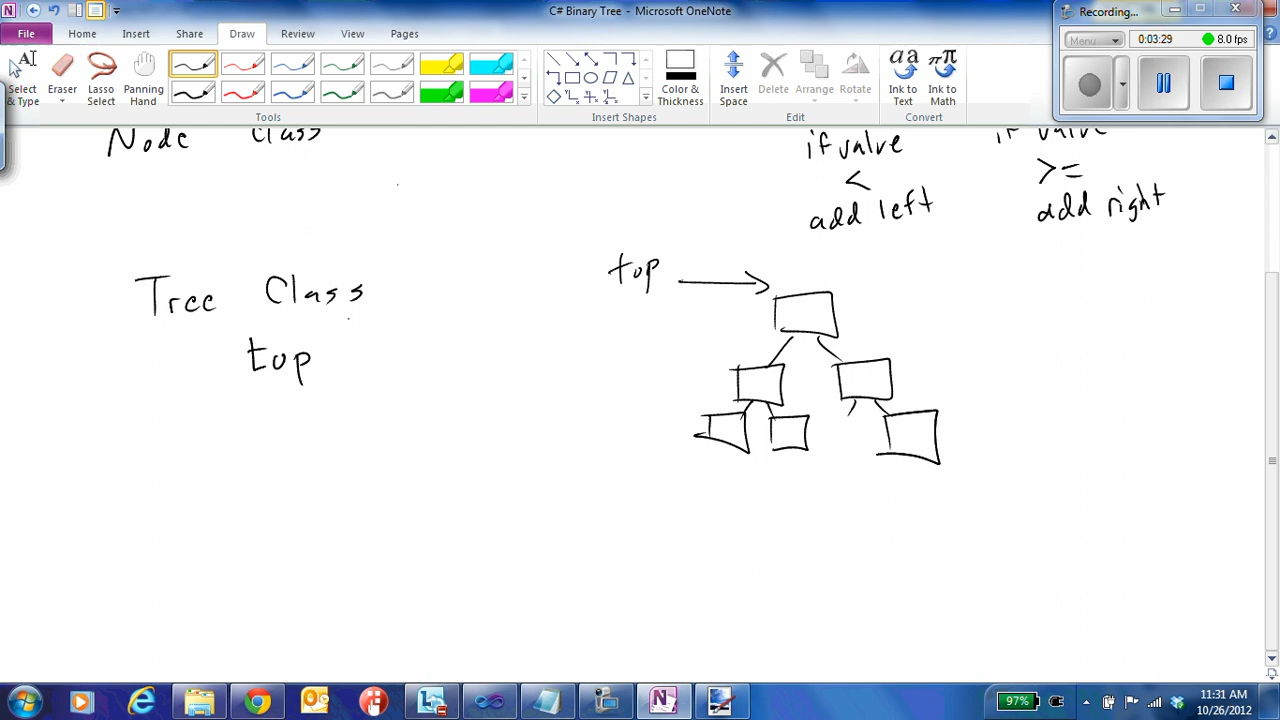 C# Binary Tree - Microsoft OneNote
Recording...
File Home Insert Share Draw Review View Pages
Menu 0:03:29 8.0 fps
Select & Type
Eraser
Lasso Select
Panning Hand
Color & Thickness
Insert Space
Delete
Arrange
Rotate
Ink to Text
Ink to Math
Tools Insert Shapes Edit Convert
Node Class
if value
<
add left
if value
>=
add right
Tree Class
top
top
97%
11:31 AM
10/26/2012